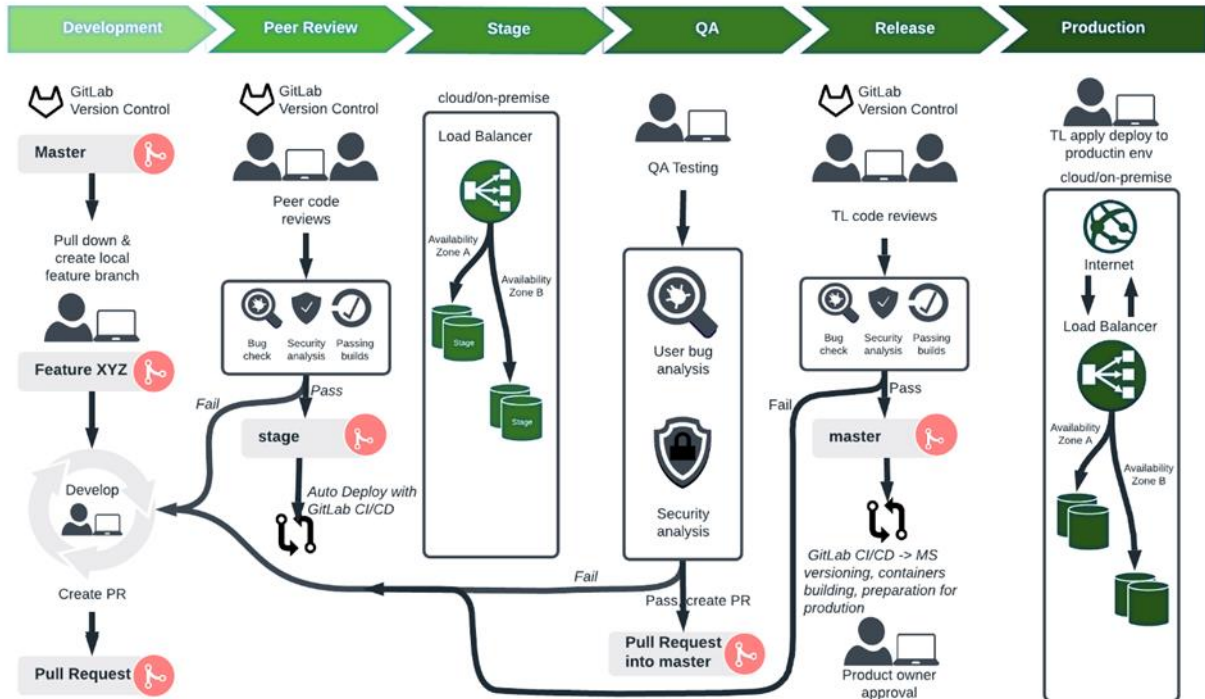 Development
Peer Review
Stage
QA
Release
Production
GitLab
Version Control
Master
Pull down &
create local
feature branch
Feature XYZ
Develop
Create PR
Pull Request
GitLab
Version Control
Peer code
reviews
Bug
check
Security
analysis
Passing
builds
Fail
Pass
stage
Auto Deploy with
GitLab CI/CD
cloud/on-premise
Load Balancer
Availability
Zone A
Availability
Zone B
Stage
Stage
QA Testing
User bug
analysis
Security
analysis
Fail
Pass, create PR
Pull Request
into master
GitLab
Version Control
TL code reviews
Bug
check
Security
analysis
Passing
builds
Fail
Pass
master
GitLab CI/CD -> MS
versioning, containers
building, preparation for
prodution
Product owner
approval
TL apply deploy to
productin env
cloud/on-premise
Internet
Load Balancer
Availability
Zone A
Availability
Zone B